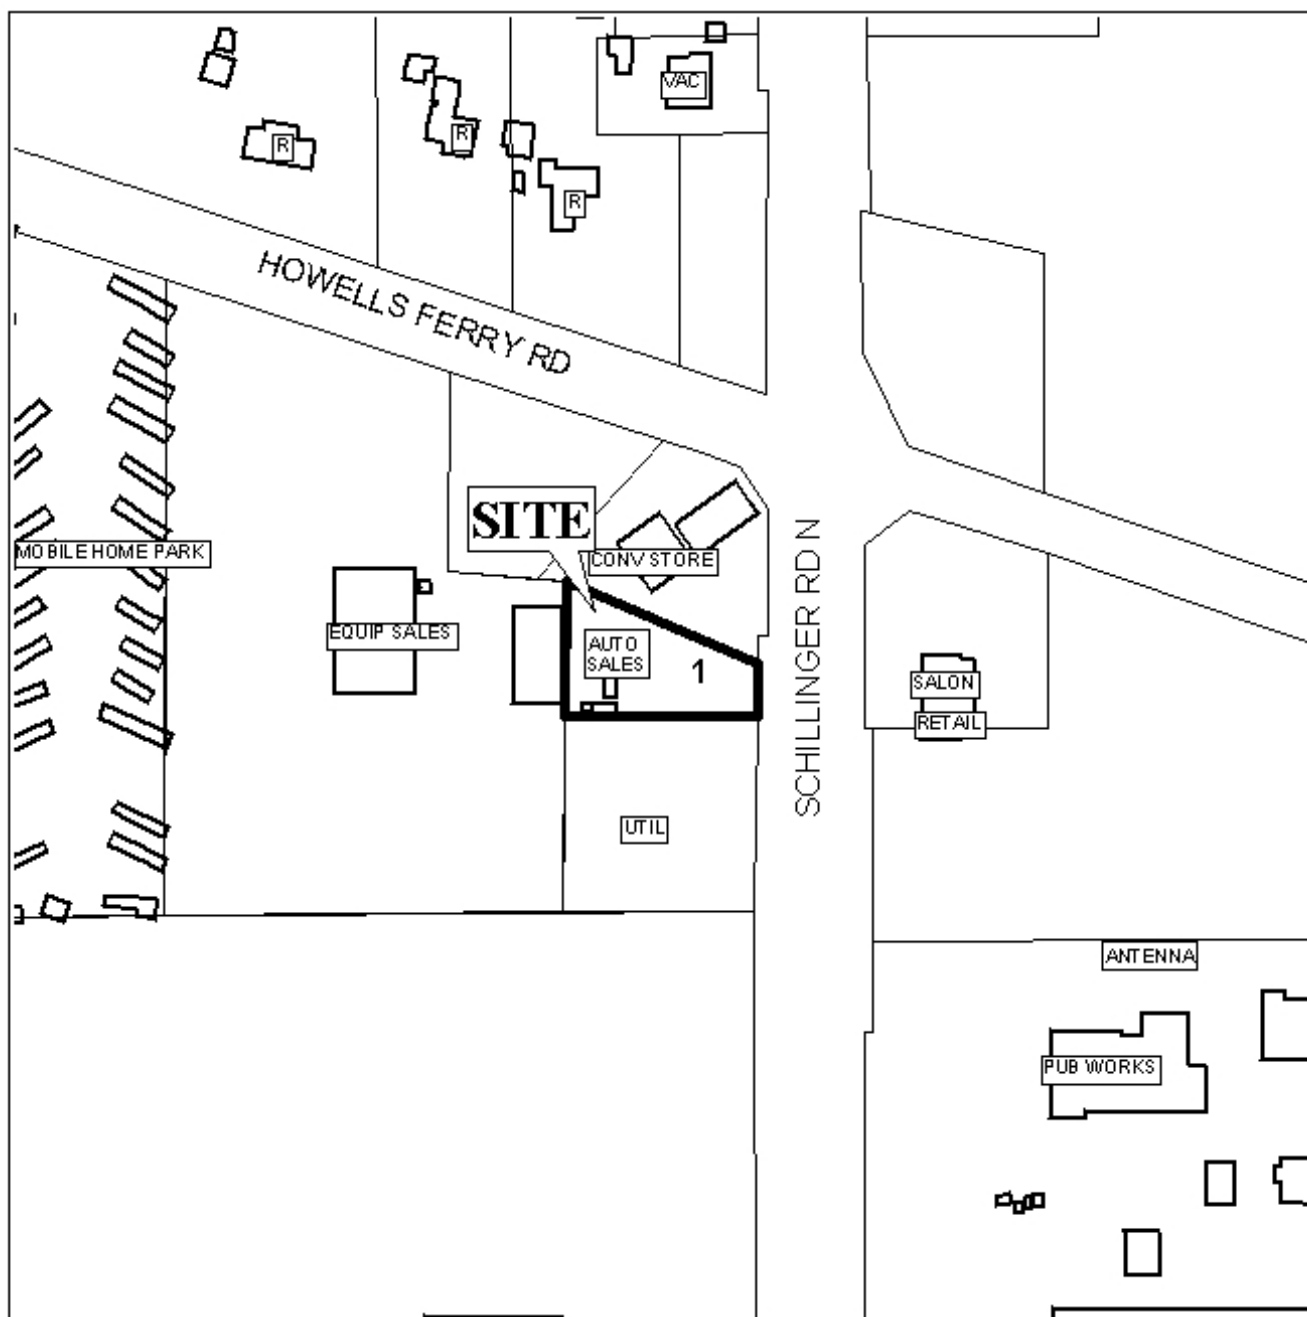 VAC
R
R
R
HOWELLS FERRY RD
SITE
MOBILE HOME PARK
CONV STORE
EQUIP SALES
AUTO
SALES
1
SCHILLINGER RD N
SALON
RETAIL
UTIL
ANTENNA
PUB WORKS